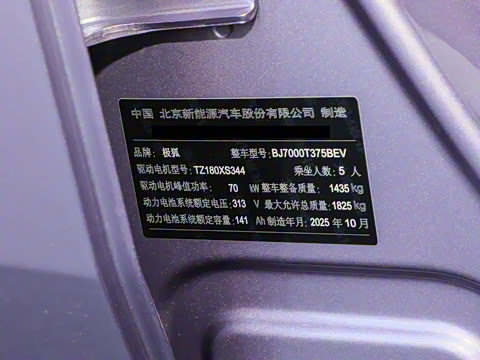 中国 北京新能源汽车股份有限公司 制造
品牌：极狐 整车型号：BJ7000T375BEV
驱动电机型号：TZ180XS344 乘坐人数：5 人
驱动电机峰值功率： 70 kW 整车整备质量： 1435 kg
动力电池系统额定电压：313 V 最大允许总质量：1825 kg
动力电池系统额定容量：141 Ah 制造年月：2025 年 10 月